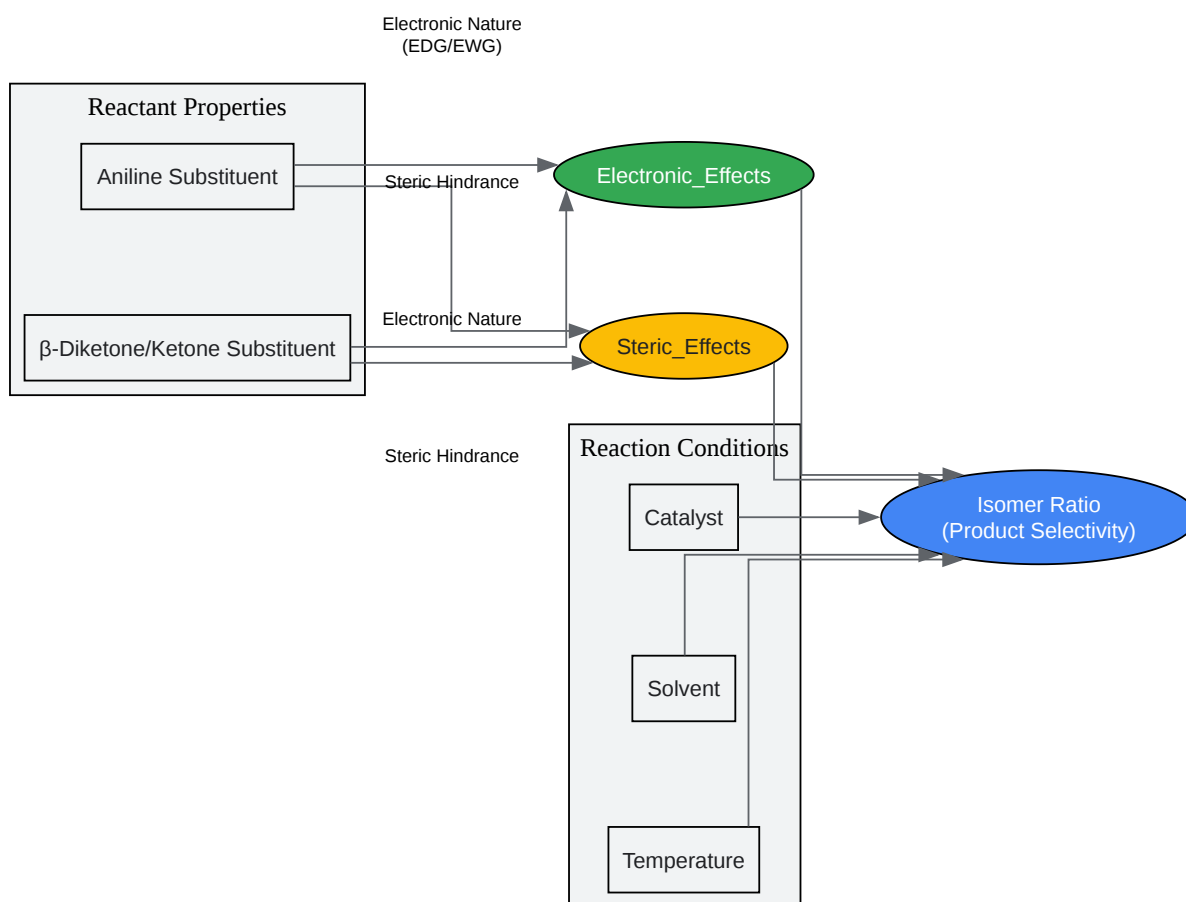 Electronic Nature
(EDG/EWG)
Reactant Properties
Aniline Substituent
Steric Hindrance
Electronic_Effects
Electronic Nature
β-Diketone/Ketone Substituent
Steric_Effects
Steric Hindrance
Reaction Conditions
Catalyst
Isomer Ratio
(Product Selectivity)
Solvent
Temperature